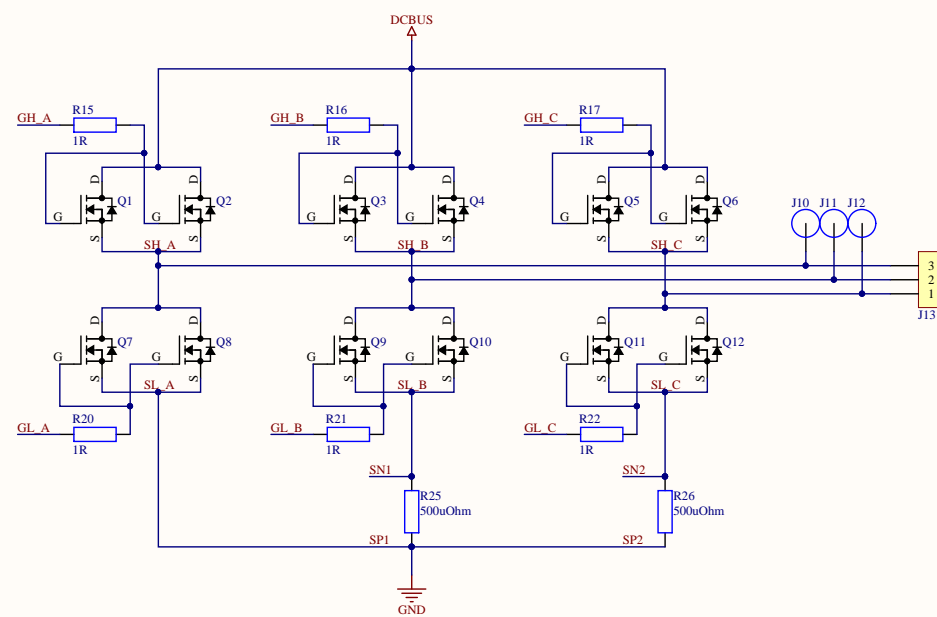 DCBUS
GH_A
R15
1R
GH_B
R16
1R
GH_C
R17
1R
D
D
D
D
D
D
Q1
Q2
Q3
Q4
Q5
Q6
G
G
G
G
G
G
S
S
S
S
S
S
J10
J11
J12
SH_A
SH_B
SH_C
3
2
1
J13
D
D
D
D
D
D
Q7
Q8
Q9
Q10
Q11
Q12
G
G
G
G
G
G
S
S
S
S
S
S
SL_A
SL_B
SL_C
GL_A
R20
1R
GL_B
R21
1R
GL_C
R22
1R
SN1
SN2
R25
500uOhm
R26
500uOhm
SP1
SP2
GND